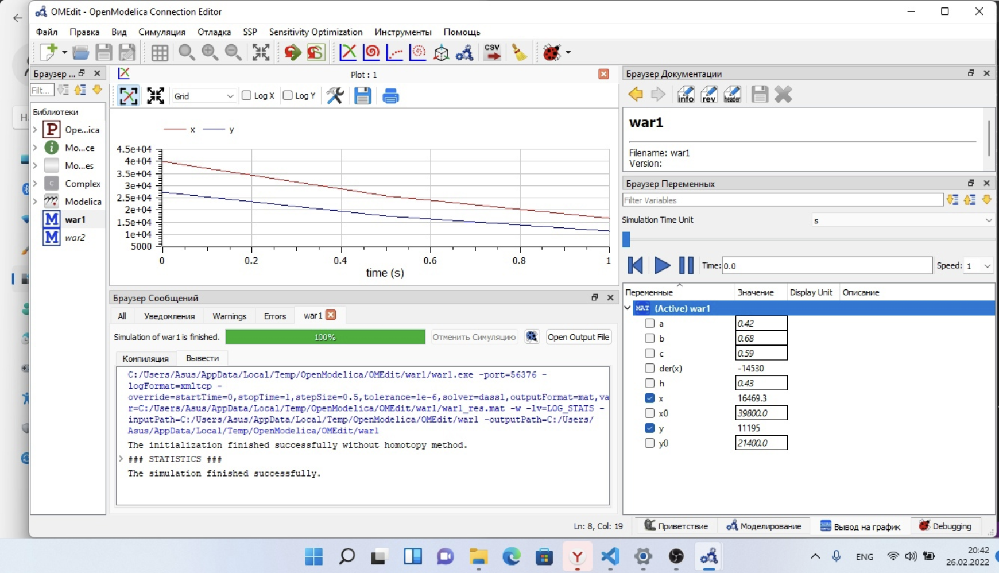 OMEdit - OpenModelica Connection Editor
Файл Правка Вид Симуляция Отладка SSP Sensitivity Optimization Инструменты Помощь
CSV
Браузер ...
Plot : 1
Браузер Документации
Filt...
Grid
Log X
Log Y
info rev header
Библиотеки
P Ope...ica
i Mo...ce
Mo...es
C Complex
Modelica
M war1
M war2
x y
4.5e+04
4e+04
3.5e+04
3e+04
2.5e+04
2e+04
1.5e+04
1e+04
5000
0 0.2 0.4 0.6 0.8 1
time (s)
war1
Filename: war1
Version:
Браузер Переменных
Filter Variables
Simulation Time Unit s
Time: 0.0 Speed: 1
Переменные Значение Display Unit Описание
MAT (Active) war1
a 0.42
b 0.68
c 0.59
der(x) -14530
h 0.43
x 16469.3
x0 39800.0
y 11195
y0 21400.0
Браузер Сообщений
All Уведомления Warnings Errors war1
Simulation of war1 is finished. 100% Отменить Симуляцию Open Output File
Компиляция Вывести
C:/Users/Asus/AppData/Local/Temp/OpenModelica/OMEdit/war1/war1.exe -port=56376 -
logFormat=xmltcp -
override=startTime=0,stopTime=1,stepSize=0.5,tolerance=1e-6,solver=dassl,outputFormat=mat,va
r=C:/Users/Asus/AppData/Local/Temp/OpenModelica/OMEdit/war1/war1_res.mat -w -lv=LOG_STATS -
inputPath=C:/Users/Asus/AppData/Local/Temp/OpenModelica/OMEdit/war1 -outputPath=C:/Users/
Asus/AppData/Local/Temp/OpenModelica/OMEdit/war1
The initialization finished successfully without homotopy method.
### STATISTICS ###
The simulation finished successfully.
Ln: 8, Col: 19 Приветствие Моделирование Вывод на график Debugging
ENG
20:42
26.02.2022